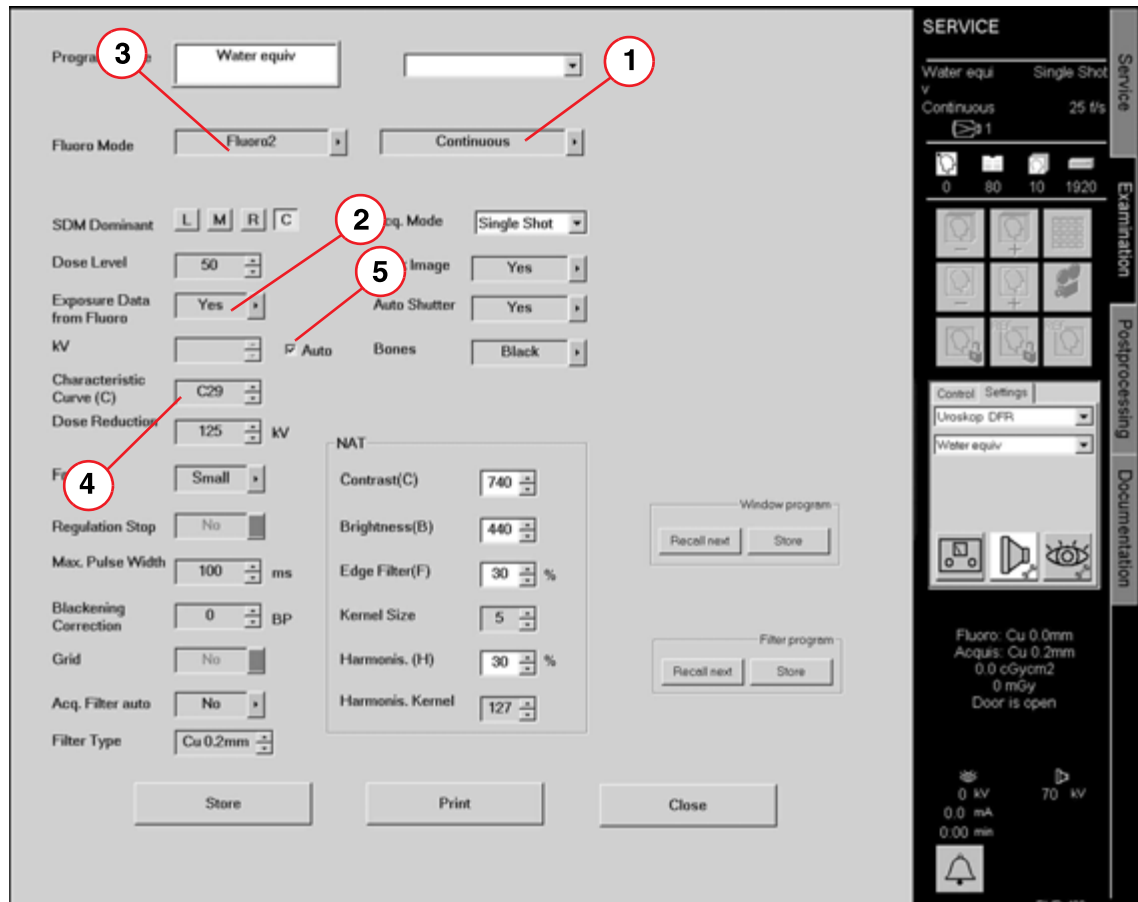 Progra e
Water equiv
3
1
Fluoro Mode
Fluoro2
Continuous
SDM Dominant
L M R C
2
cq. Mode
Single Shot
Dose Level
50
5
Image
Yes
Exposure Data
from Fluoro
Yes
Auto Shutter
Yes
kV
Auto
Bones
Black
Characteristic
Curve (C)
C29
Dose Reduction
125 kV
4
Small
Regulation Stop
No
Max. Pulse Width
100 ms
Blackening
Correction
0 BP
Grid
No
Acq. Filter auto
No
Filter Type
Cu 0.2mm
NAT
Contrast(C)
740
Brightness(B)
440
Edge Filter(F)
30 %
Kernel Size
5
Harmonis. (H)
30 %
Harmonis. Kernel
127
Window program
Recall next Store
Filter program
Recall next Store
Store Print Close
SERVICE
Water equi Single Shot
v
Continuous 25 f/s
1
0 80 10 1920
Control Settings
Uroskop DFR
Water equiv
Fluoro: Cu 0.0mm
Acquis: Cu 0.2mm
0.0 cGycm2
0 mGy
Door is open
0 kV 70 kV
0.0 mA
0:00 min
Service
Examination
Postprocessing
Documentation